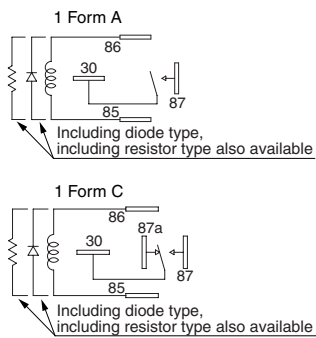 1 Form A
86
30
87
85
Including diode type,
including resistor type also available
1 Form C
86
87a
30
87
85
Including diode type,
including resistor type also available